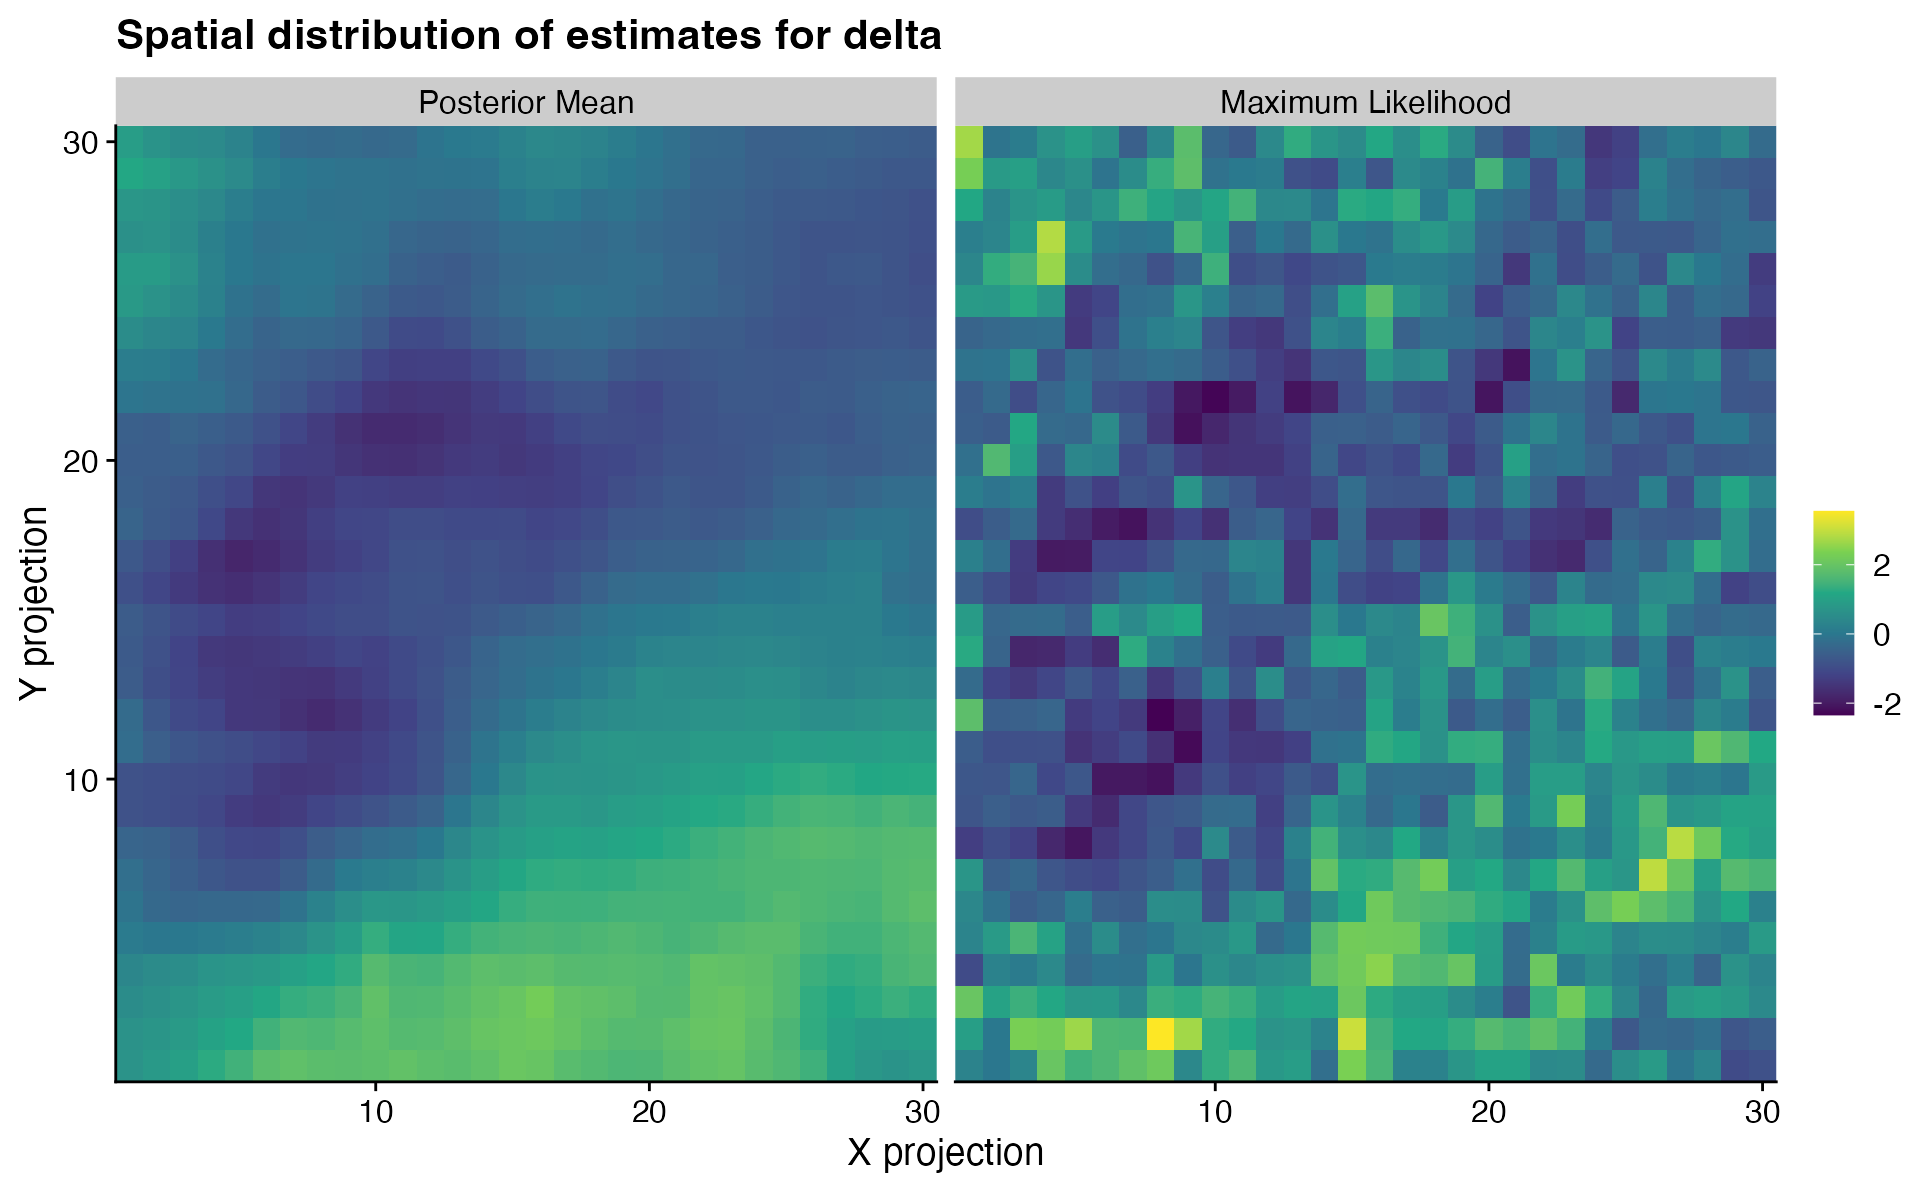 Spatial distribution of estimates for delta
Posterior Mean
Maximum Likelihood
30
20
10
Y projection
2
0
-2
10
20
30
10
20
30
X projection